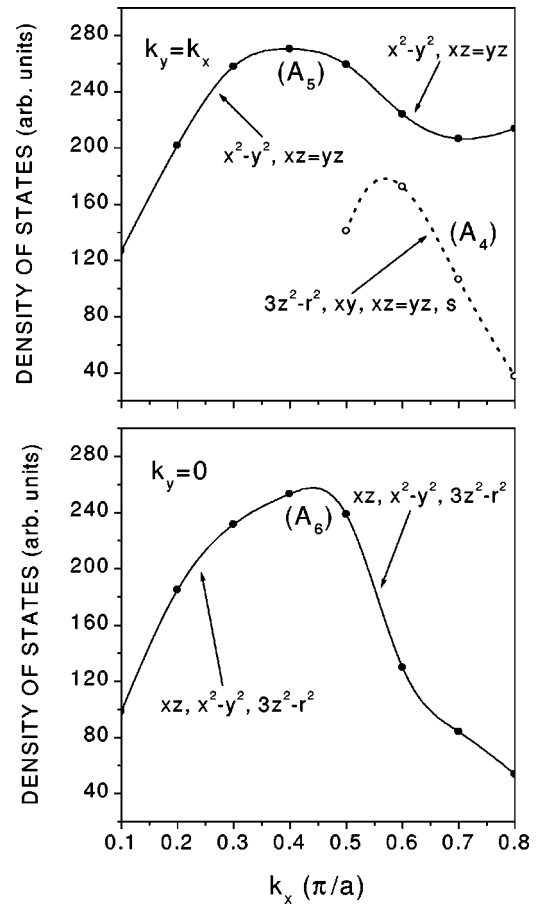 DENSITY OF STATES (arb. units)
280
240
200
160
120
80
40
k_y=k_x
(A_5)
x²-y², xz=yz
x²-y², xz=yz
(A_4)
3z²-r², xy, xz=yz, s
DENSITY OF STATES (arb. units)
280
240
200
160
120
80
40
k_y=0
(A_6)
xz, x²-y², 3z²-r²
xz, x²-y², 3z²-r²
0.1 0.2 0.3 0.4 0.5 0.6 0.7 0.8
k_x (π/a)